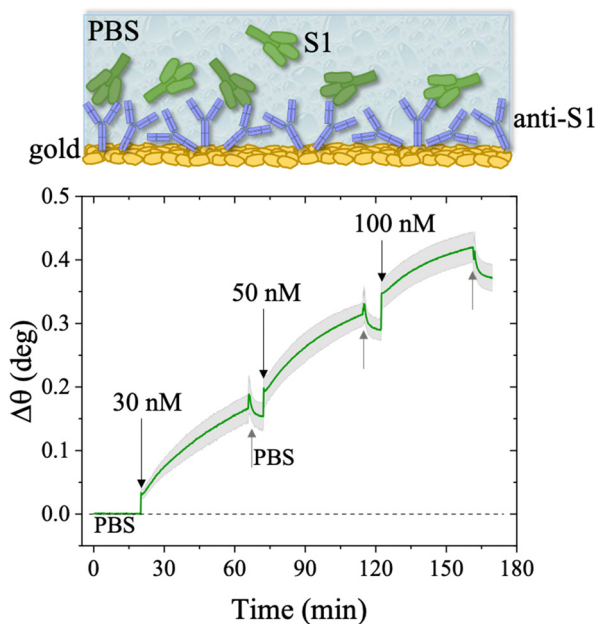 PBS
S1
anti-S1
gold
0.5
0.4
0.3
0.2
0.1
0.0
Δθ (deg)
100 nM
50 nM
30 nM
PBS
PBS
0 30 60 90 120 150 180
Time (min)